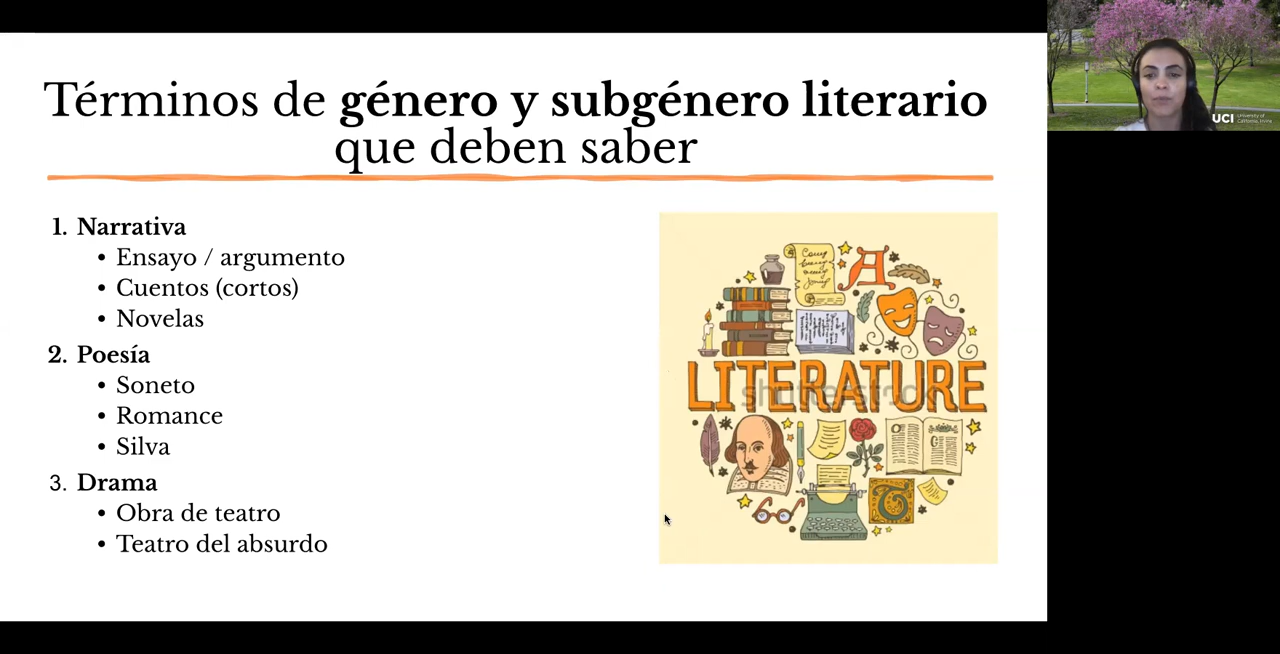 Términos de género y subgénero literario
que deben saber
1. Narrativa
• Ensayo / argumento
• Cuentos (cortos)
• Novelas
2. Poesía
• Soneto
• Romance
• Silva
3. Drama
• Obra de teatro
• Teatro del absurdo
A
LITERATURE
shutterstock
UCI University of
California, Irvine